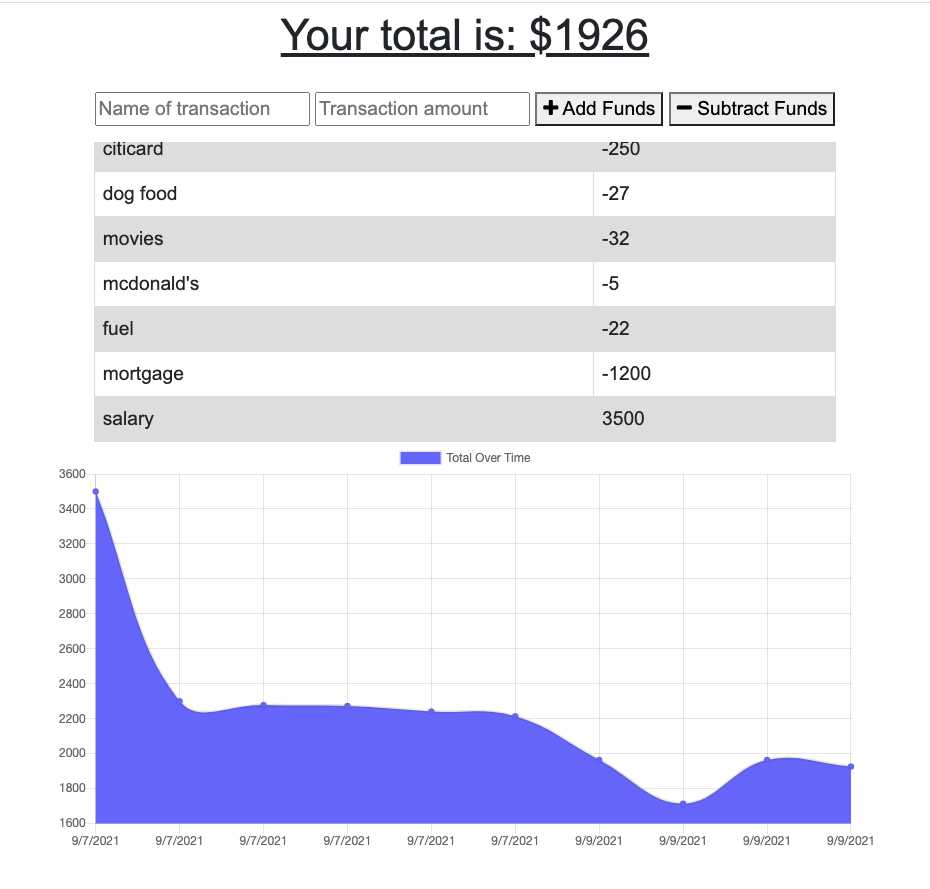 Your total is: $1926
Name of transaction Transaction amount + Add Funds − Subtract Funds
citicard -250
dog food -27
movies -32
mcdonald's -5
fuel -22
mortgage -1200
salary 3500
Total Over Time
3600
3400
3200
3000
2800
2600
2400
2200
2000
1800
1600
9/7/2021 9/7/2021 9/7/2021 9/7/2021 9/7/2021 9/7/2021 9/9/2021 9/9/2021 9/9/2021 9/9/2021